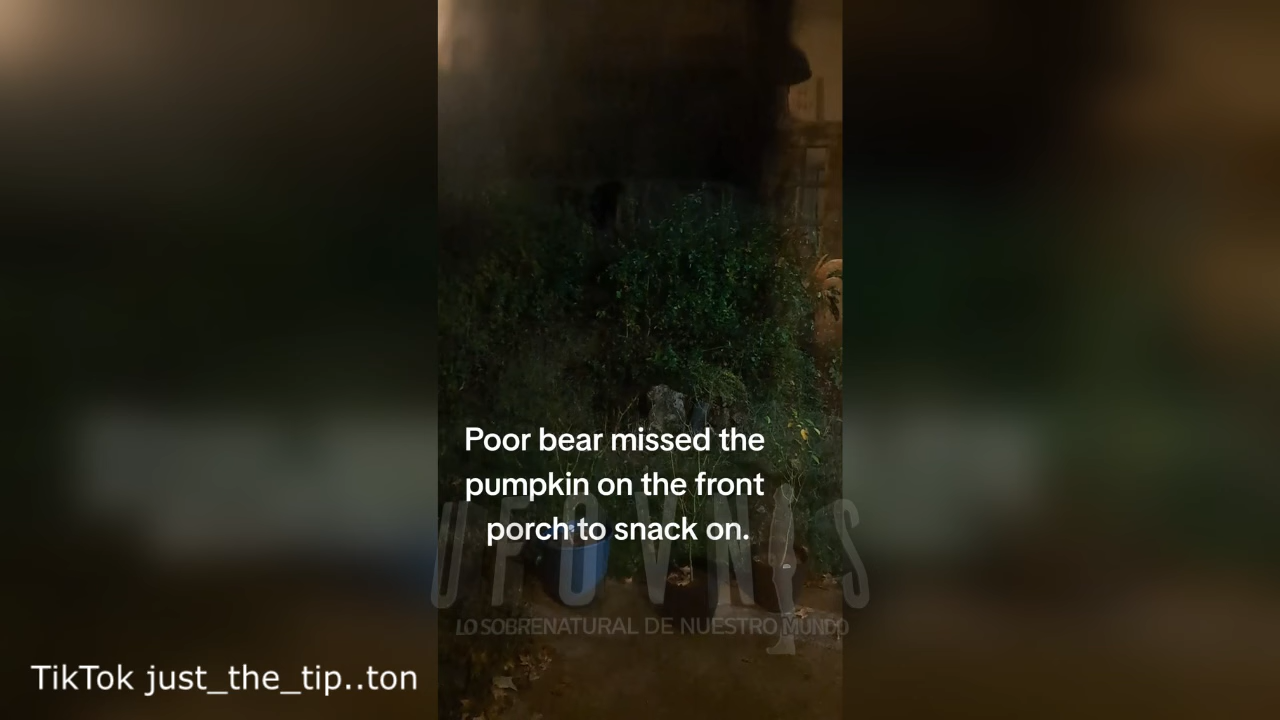 Poor bear missed the
pumpkin on the front
porch to snack on.
UFOVNIS
LO SOBRENATURAL DE NUESTRO MUNDO
TikTok just_the_tip..ton